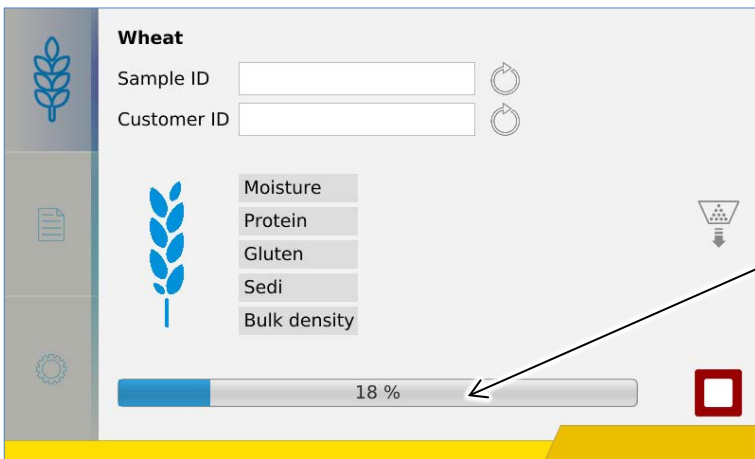 Wheat
Sample ID
Customer ID
Moisture
Protein
Gluten
Sedi
Bulk density
18 %